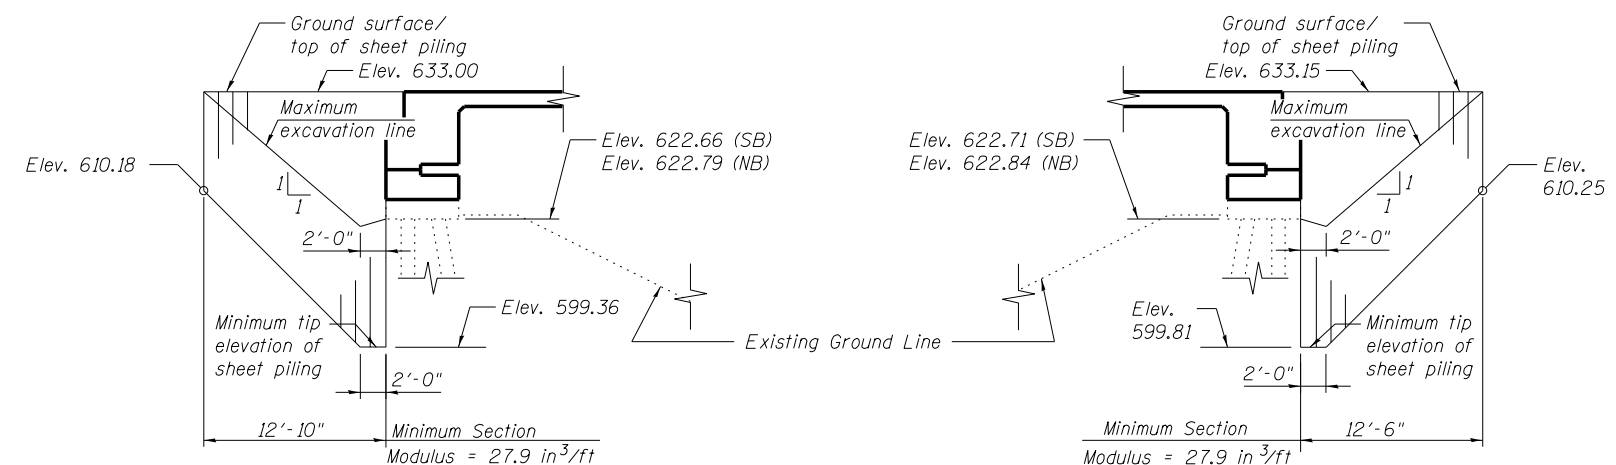 Ground surface/
top of sheet piling
Elev. 633.00
Maximum
excavation line
Elev. 610.18
1
1
Elev. 622.66 (SB)
Elev. 622.79 (NB)
2'-0"
Elev. 599.36
Minimum tip
elevation of
sheet piling
2'-0"
12'-10"
Minimum Section
Modulus = 27.9 in³/ft
Existing Ground Line
Ground surface/
top of sheet piling
Elev. 633.15
Maximum
excavation line
Elev. 622.71 (SB)
Elev. 622.84 (NB)
Elev.
610.25
1
1
2'-0"
Elev.
599.81
Minimum tip
elevation of
sheet piling
2'-0"
12'-6"
Minimum Section
Modulus = 27.9 in³/ft